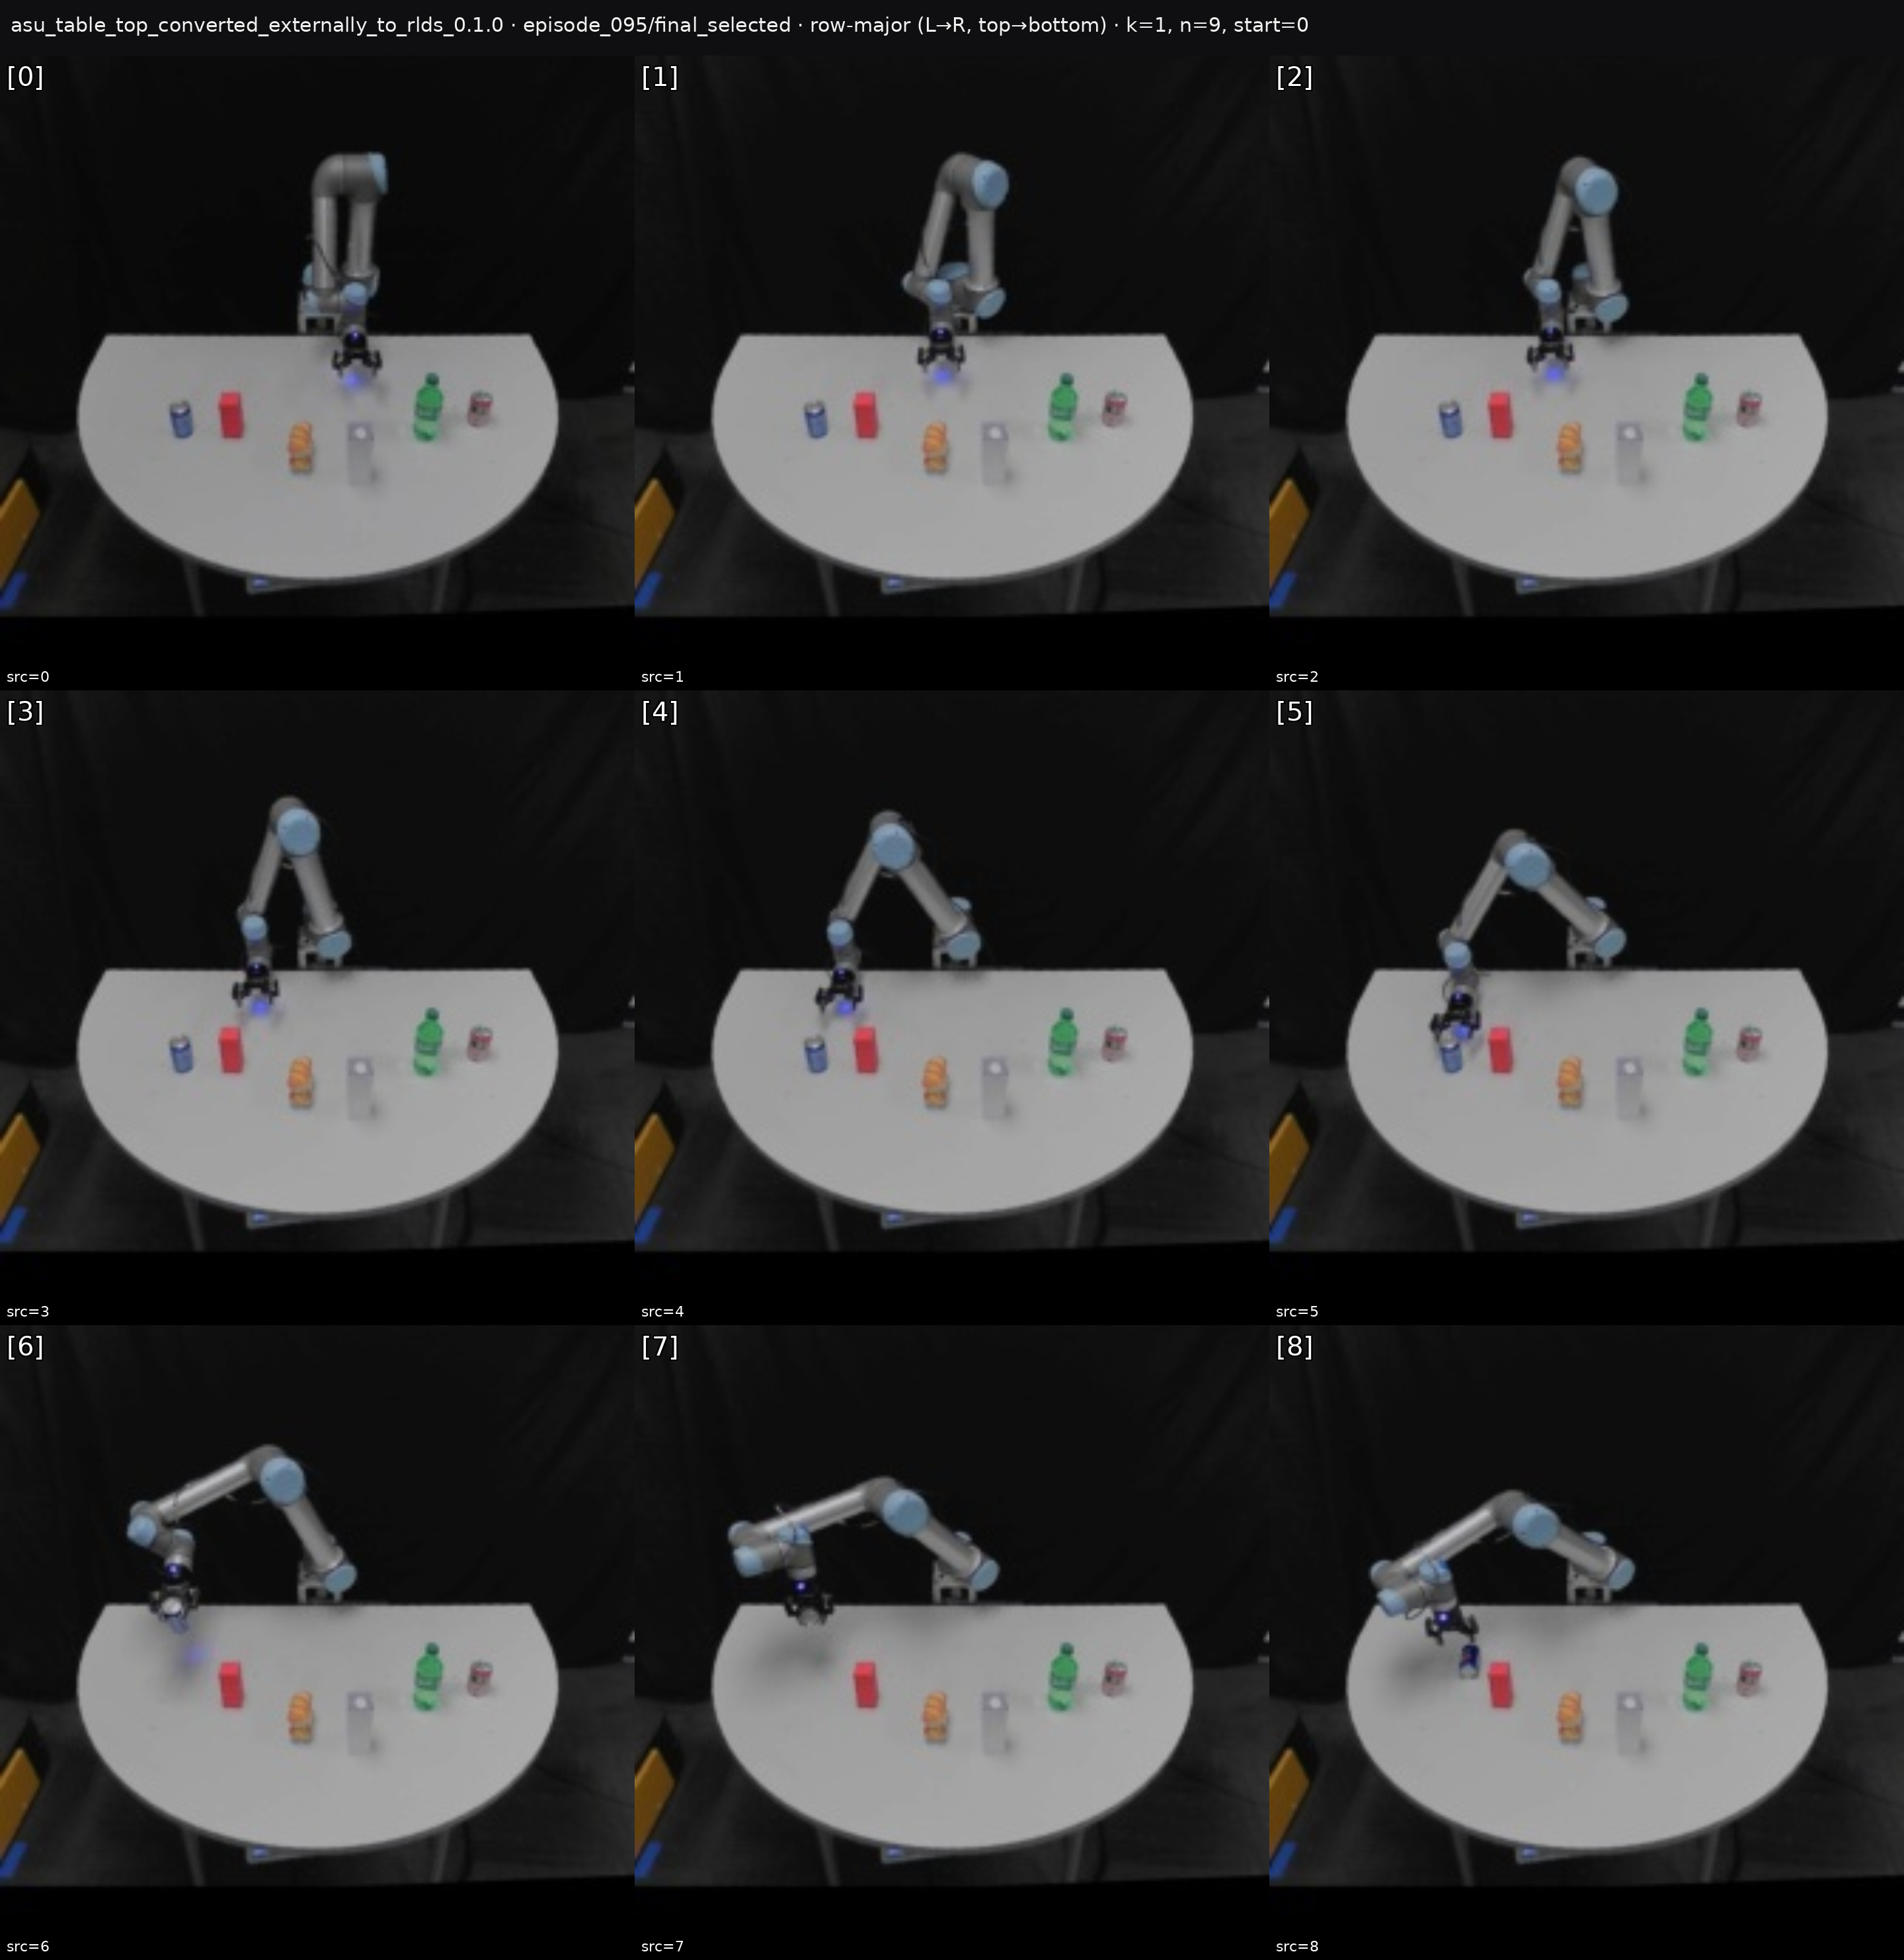 asu_table_top_converted_externally_to_rlds_0.1.0 · episode_095/final_selected · row-major (L→R, top→bottom) · k=1, n=9, start=0
[0]
[1]
[2]
src=0
src=1
src=2
[3]
[4]
[5]
src=3
src=4
src=5
[6]
[7]
[8]
src=6
src=7
src=8